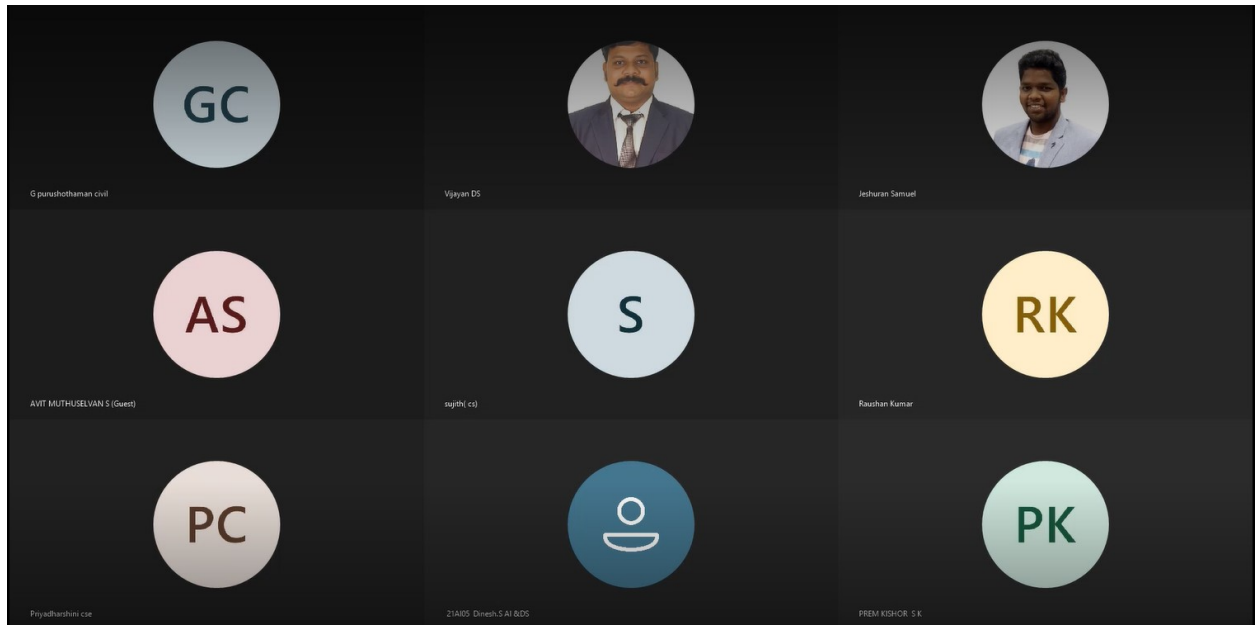 GC
G purushothaman civil
Vijayan DS
Jeshuran Samuel
AS
AVIT MUTHUSELVAN S (Guest)
S
sujith( cs)
RK
Raushan Kumar
PC
Priyadharshini cse
21AI05 Dinesh.S AI &DS
PK
PREM KISHOR S K